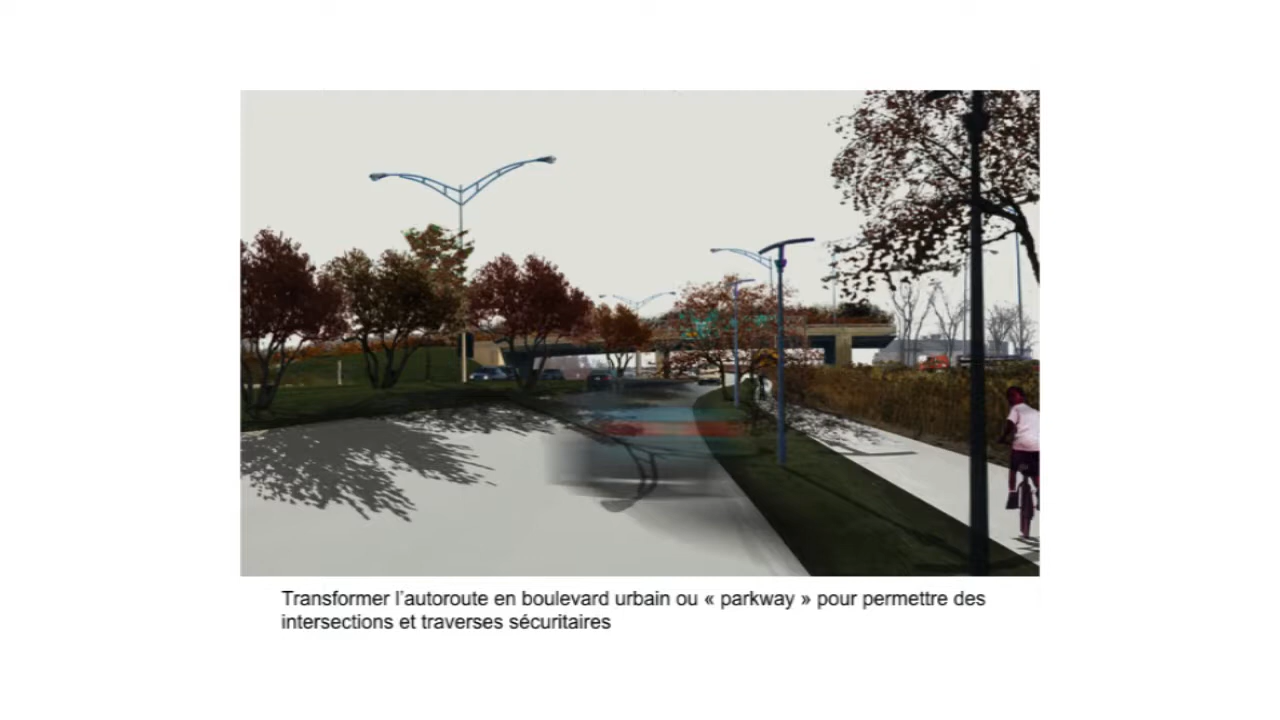 Transformer l'autoroute en boulevard urbain ou « parkway » pour permettre des
intersections et traverses sécuritaires